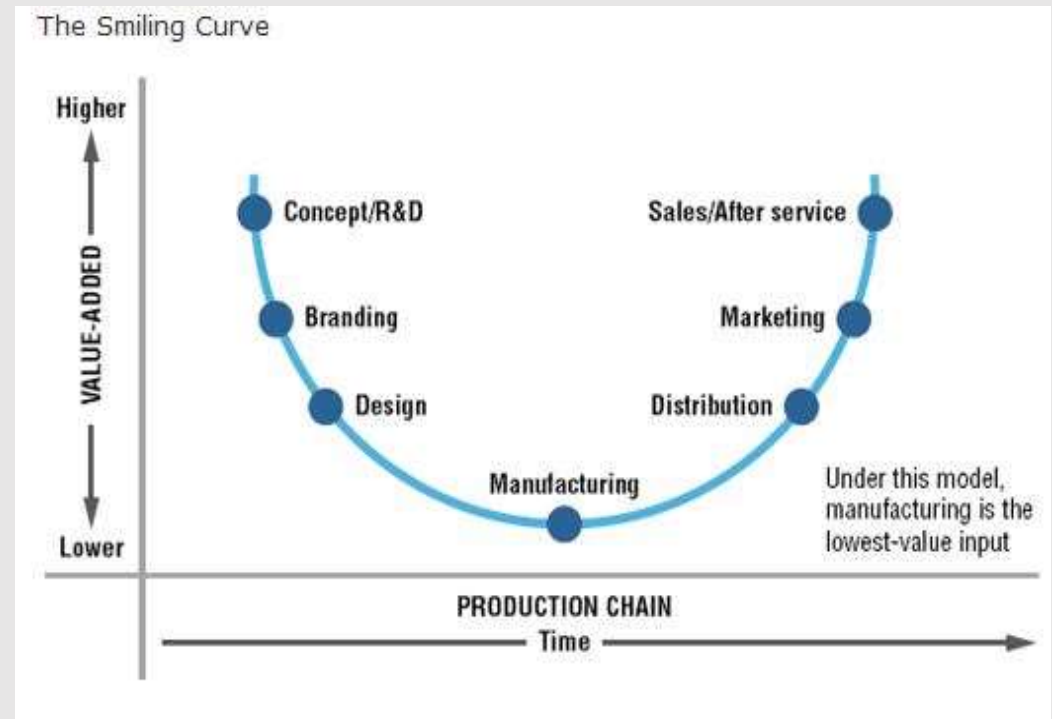 The Smiling Curve
Higher
VALUE-ADDED
Lower
Concept/R&D
Branding
Design
Manufacturing
Sales/After service
Marketing
Distribution
Under this model,
manufacturing is the
lowest-value input
PRODUCTION CHAIN
Time